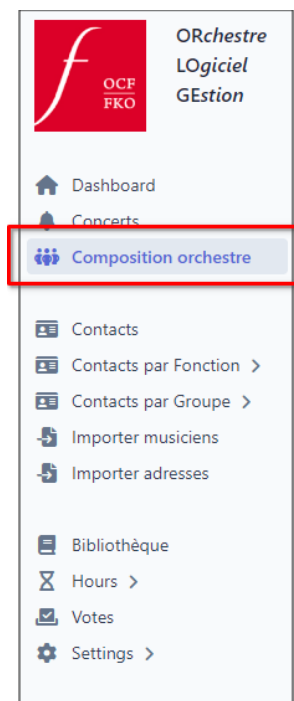 ORchestre
LOgiciel
GEstion
OCF
FKO
Dashboard
Concerts
Composition orchestre
Contacts
Contacts par Fonction
Contacts par Groupe
Importer musiciens
Importer adresses
Bibliothèque
Hours
Votes
Settings